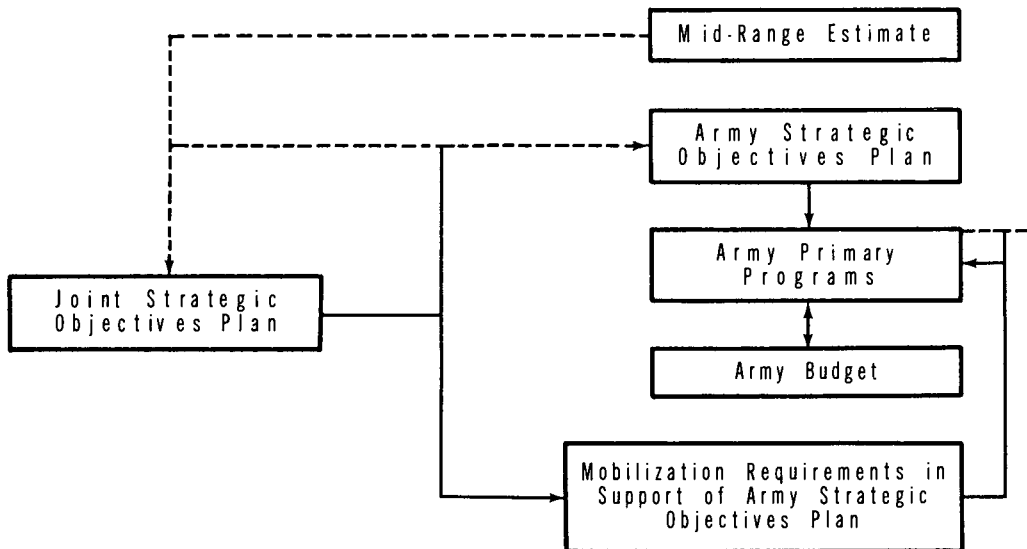 Mid-Range Estimate
Army Strategic
Objectives Plan
Army Primary
Programs
Joint Strategic
Objectives Plan
Army Budget
Mobilization Requirements in
Support of Army Strategic
Objectives Plan